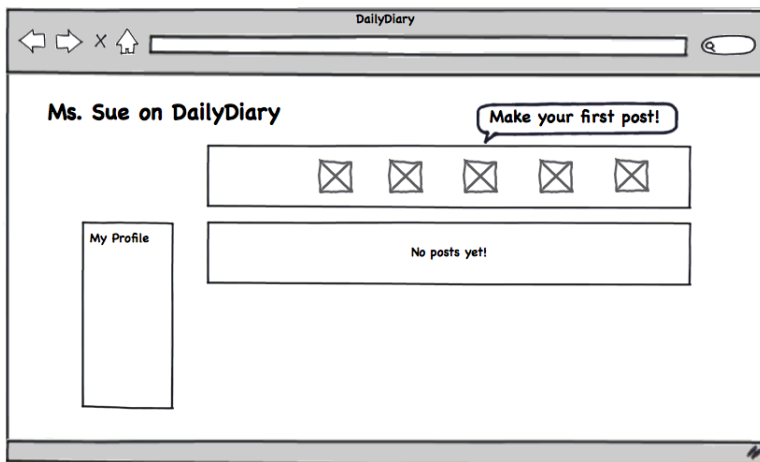 DailyDiary
Ms. Sue on DailyDiary
Make your first post!
My Profile
No posts yet!